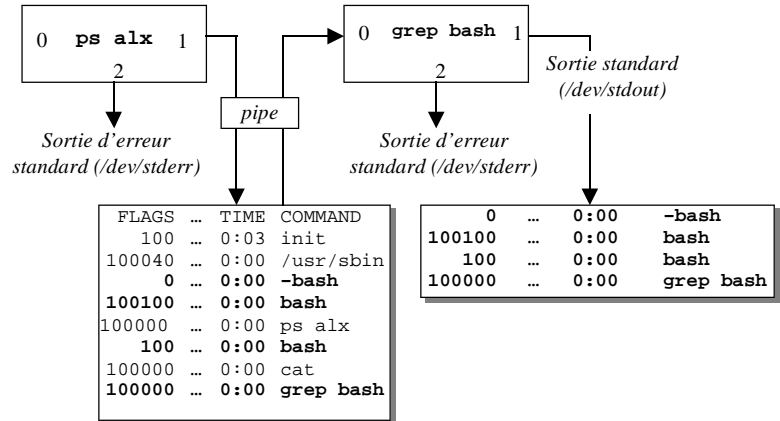 0 ps alx 1
2
pipe
Sortie d'erreur
standard (/dev/stderr)
0 grep bash 1
2
Sortie d'erreur
standard (/dev/stderr)
Sortie standard
(/dev/stdout)
FLAGS … TIME COMMAND
100 … 0:03 init
100040 … 0:00 /usr/sbin
0 … 0:00 -bash
100100 … 0:00 bash
100000 … 0:00 ps alx
100 … 0:00 bash
100000 … 0:00 cat
100000 … 0:00 grep bash
0 … 0:00 -bash
100100 … 0:00 bash
100 … 0:00 bash
100000 … 0:00 grep bash